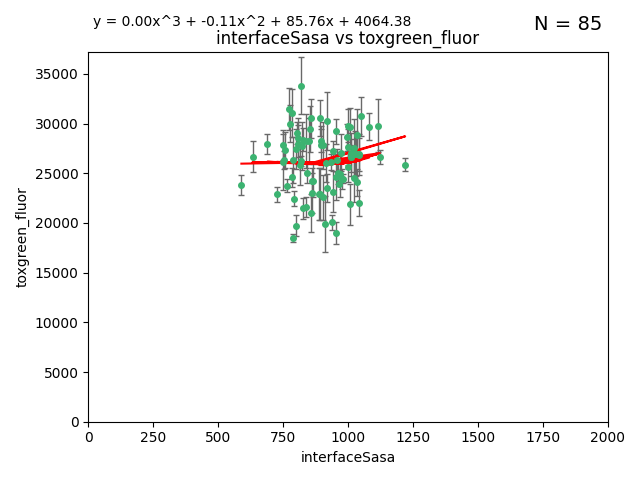 y = 0.00x^3 + -0.11x^2 + 85.76x + 4064.38
N = 85
interfaceSasa vs toxgreen_fluor
toxgreen_fluor
35000
30000
25000
20000
15000
10000
5000
0
0 250 500 750 1000 1250 1500 1750 2000
interfaceSasa